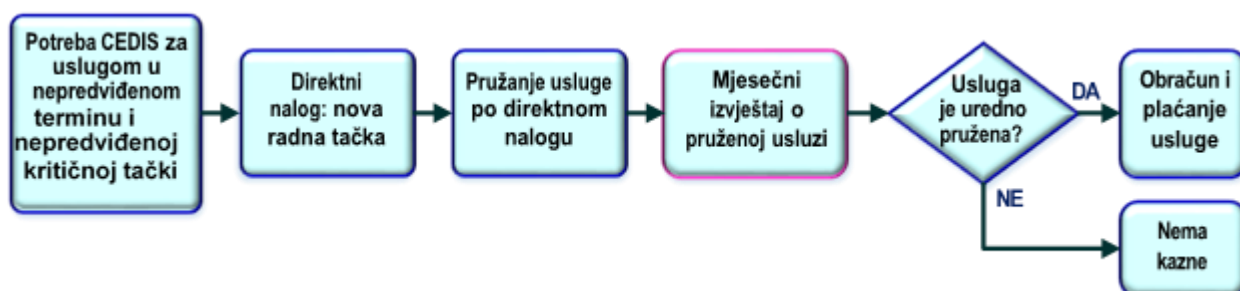 Potreba CEDIS za
uslugom u
nepredviđenom
terminu i
nepredviđenoj
kritičnoj tački
Direktni
nalog: nova
radna tačka
Pružanje usluge
po direktnom
nalogu
Mjesečni
izvještaj o
pruženoj usluzi
Usluga
je uredno
pružena?
DA
Obračun i
plaćanje
usluge
NE
Nema
kazne